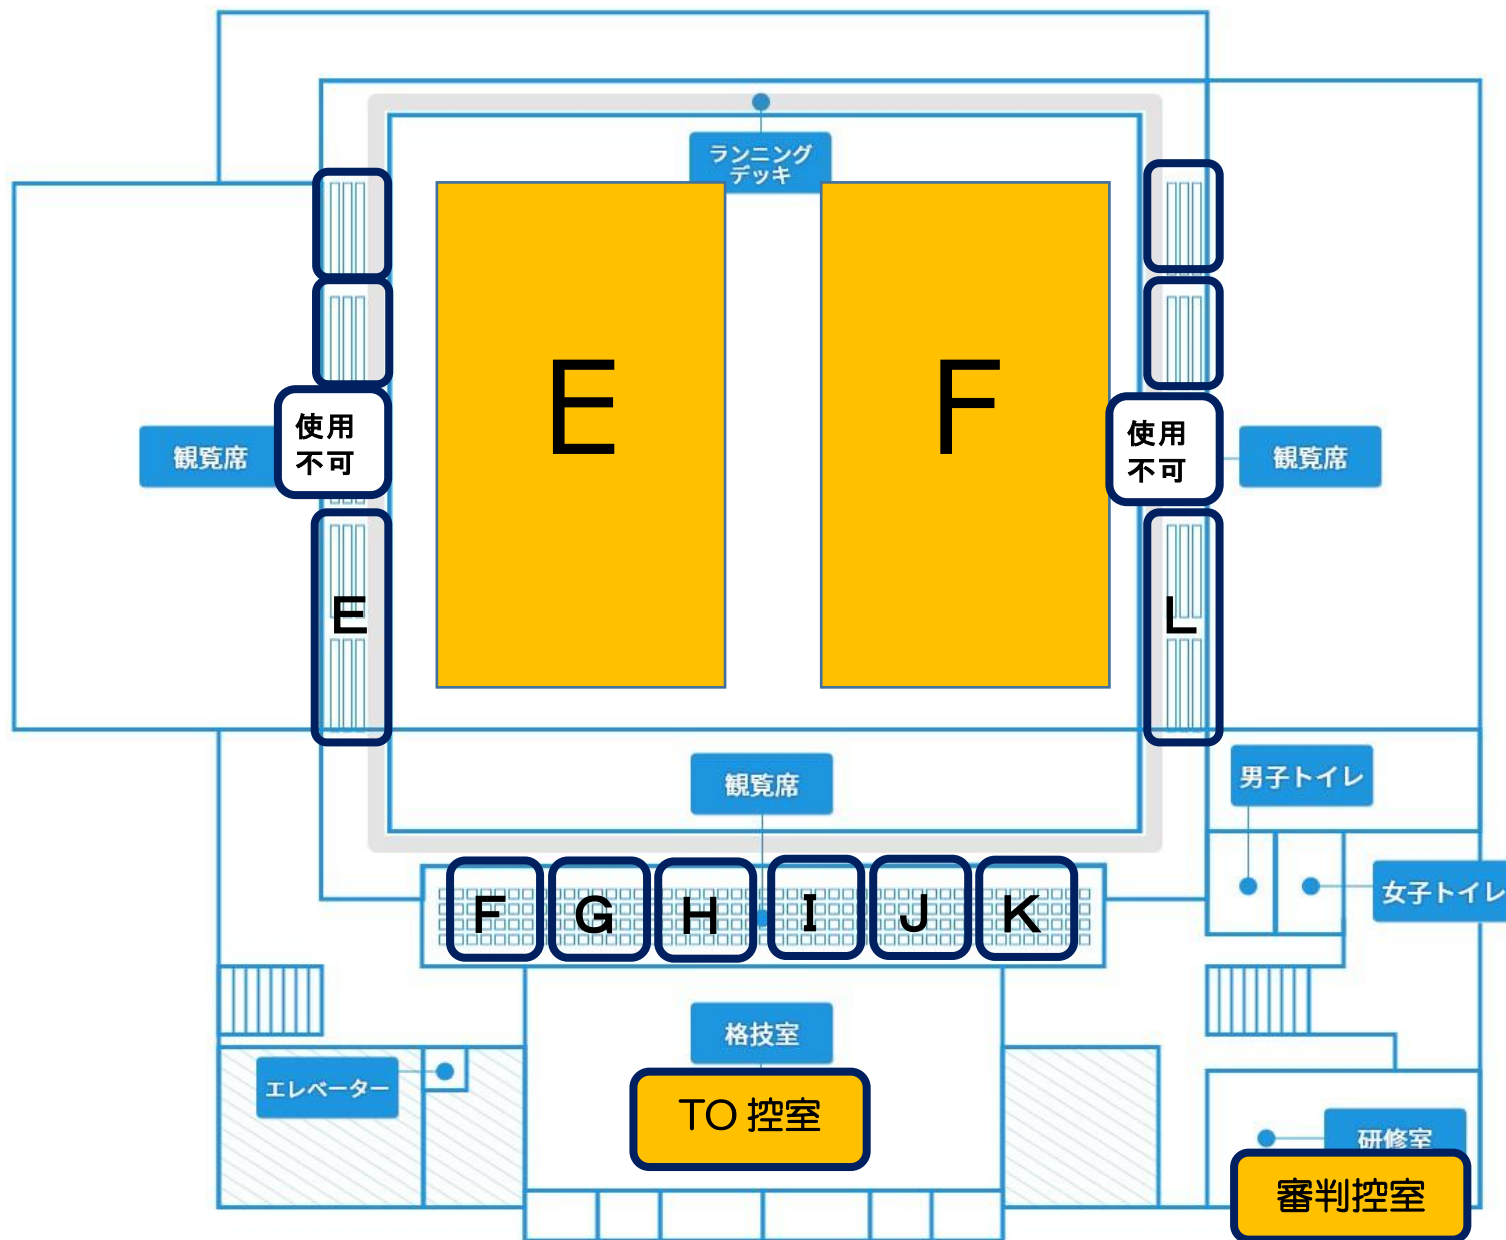 ランニング
デッキ
E
F
使用
不可
観覧席
使用
不可
観覧席
E
L
観覧席
男子トイレ
女子トイレ
F
G
H
I
J
K
格技室
エレベーター
TO 控室
研修室
審判控室